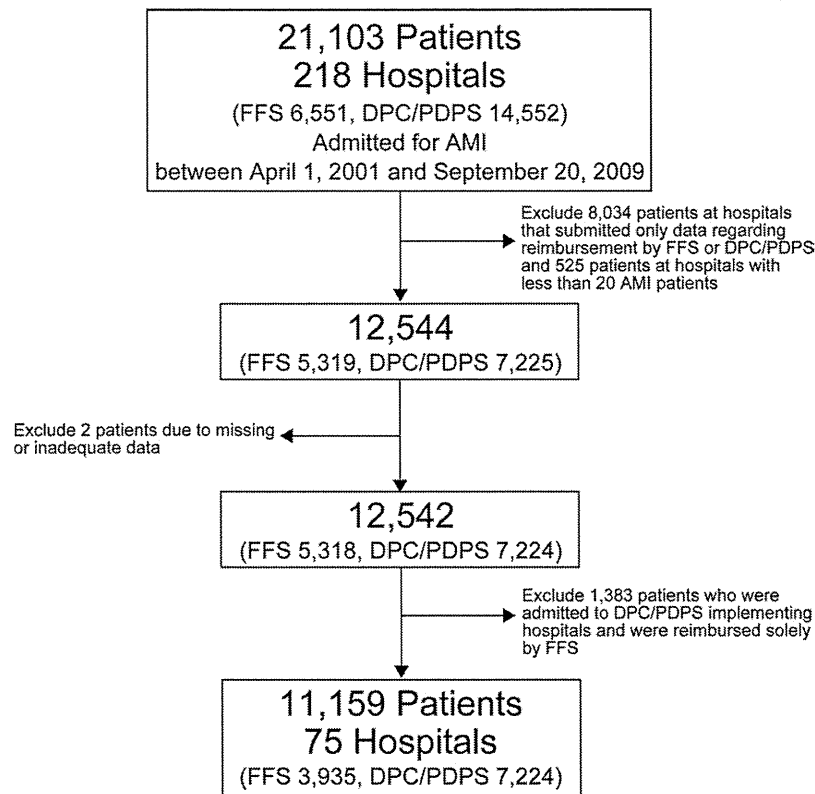 21,103 Patients
218 Hospitals
(FFS 6,551, DPC/PDPS 14,552)
Admitted for AMI
between April 1, 2001 and September 20, 2009
Exclude 8,034 patients at hospitals
that submitted only data regarding
reimbursement by FFS or DPC/PDPS
and 525 patients at hospitals with
less than 20 AMI patients
12,544
(FFS 5,319, DPC/PDPS 7,225)
Exclude 2 patients due to missing
or inadequate data
12,542
(FFS 5,318, DPC/PDPS 7,224)
Exclude 1,383 patients who were
admitted to DPC/PDPS implementing
hospitals and were reimbursed solely
by FFS
11,159 Patients
75 Hospitals
(FFS 3,935, DPC/PDPS 7,224)